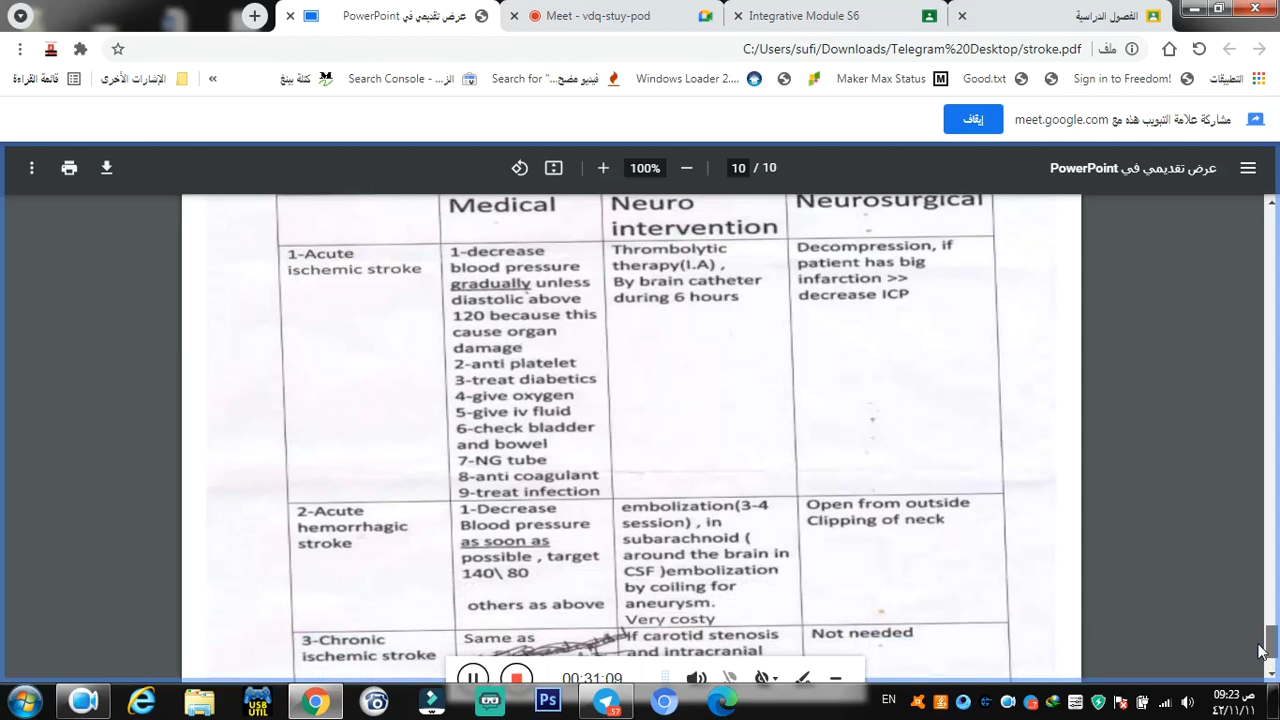 عرض تقديمي في PowerPoint
Meet - vdq-stuy-pod
Integrative Module S6
الفصول الدراسية
C:/Users/sufi/Downloads/Telegram%20Desktop/stroke.pdf
ملف
قائمة القراءة
الإشارات الأخرى
»
كتلة بينغ
Search Console - ...الز
Search for "فيديو مضح...
Windows Loader 2....
Maker Max Status
Good.txt
Sign in to Freedom!
التطبيقات
إيقاف
مشاركة علامة التبويب هذه مع meet.google.com
100%
10 / 10
عرض تقديمي في PowerPoint
Medical
Neuro
intervention
Neurosurgical
1-Acute
ischemic stroke
1-decrease
blood pressure
gradually unless
diastolic above
120 because this
cause organ
damage
2-anti platelet
3-treat diabetics
4-give oxygen
5-give iv fluid
6-check bladder
and bowel
7-NG tube
8-anti coagulant
9-treat infection
Thrombolytic
therapy(I.A) ,
By brain catheter
during 6 hours
Decompression, if
patient has big
infarction >>
decrease ICP
2-Acute
hemorrhagic
stroke
1-Decrease
Blood pressure
as soon as
possible , target
140\ 80
others as above
embolization(3-4
session) , in
subarachnoid (
around the brain in
CSF )embolization
by coiling for
aneurysm.
Very costy
Open from outside
Clipping of neck
3-Chronic
ischemic stroke
Same as
If carotid stenosis
and intracranial
Not needed
00:31:09
USB
UTIL
Ps
57
EN
09:23 ص
٤٢/١١/١١